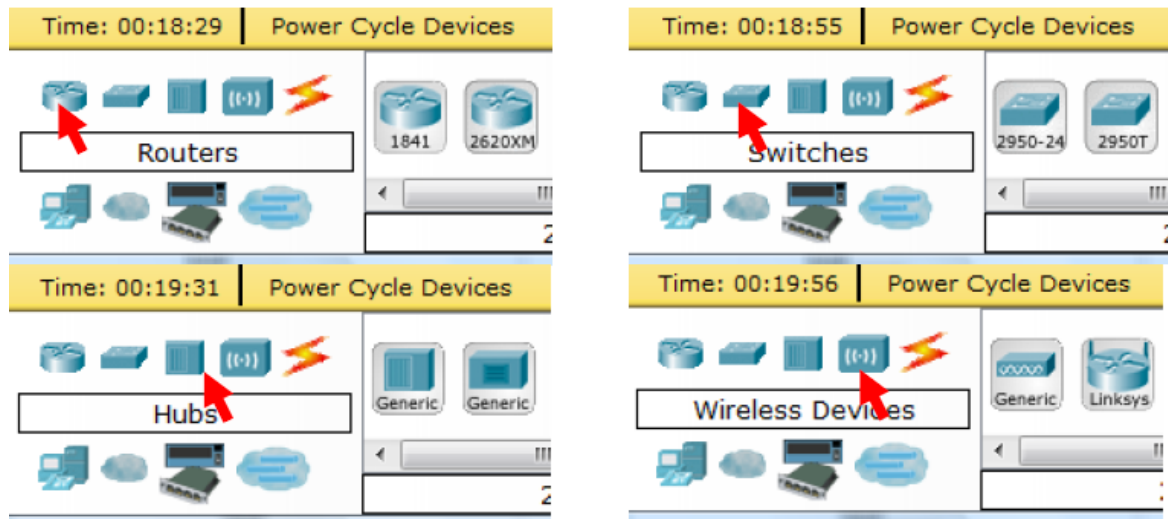 Time: 00:18:29 Power Cycle Devices
1841 2620XM
Routers
2
Time: 00:18:55 Power Cycle Devices
2950-24 2950T
Switches
Time: 00:19:31 Power Cycle Devices
Generic Generic
Hubs
2
Time: 00:19:56 Power Cycle Devices
Generic Linksys
Wireless Devices